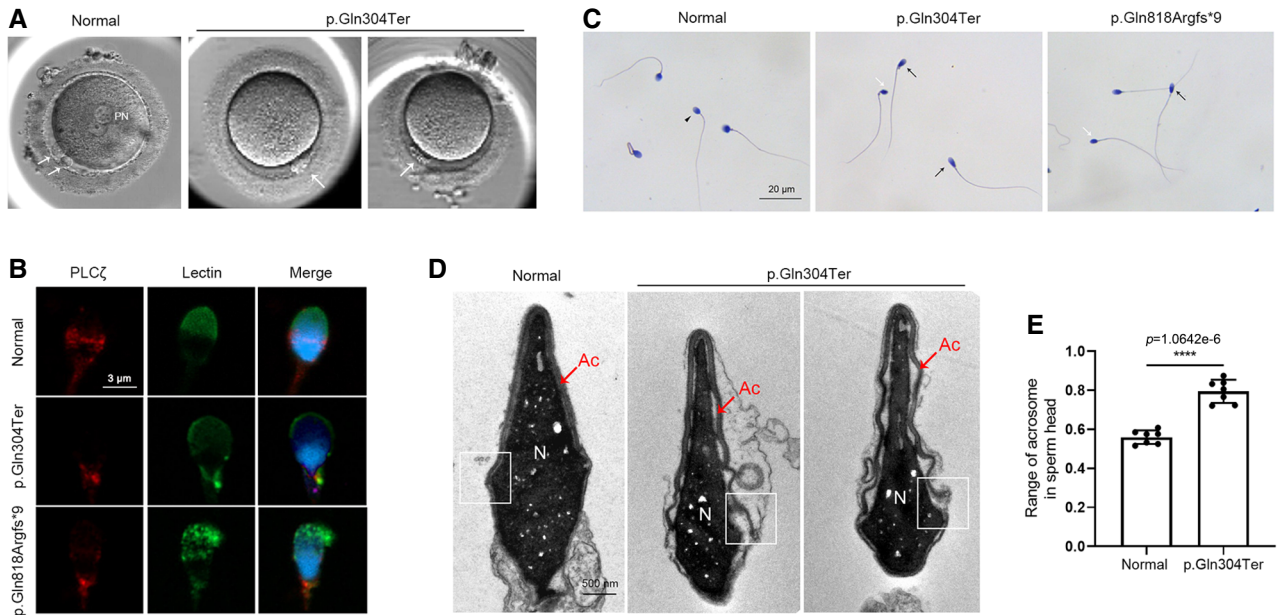 A
Normal
p.Gln304Ter
PN
B
PLCζ
Lectin
Merge
Normal
3 μm
p.Gln304Ter
p.Gln818Argfs*9
C
Normal
p.Gln304Ter
p.Gln818Argfs*9
20 μm
D
Normal
p.Gln304Ter
Ac
N
500 nm
Ac
N
Ac
N
E
p=1.0642e-6
****
Range of acrosome
in sperm head
1.0
0.8
0.6
0.4
0.2
0.0
Normal
p.Gln304Ter